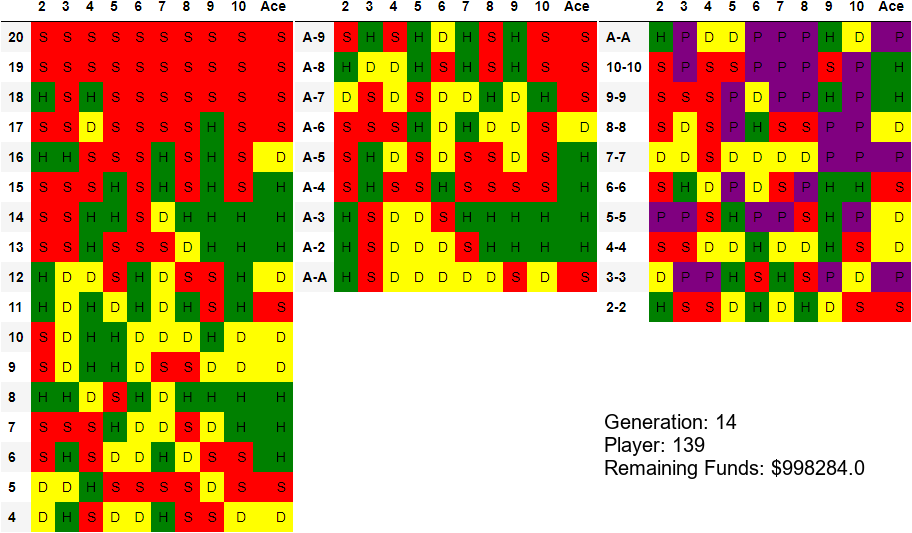 2 3 4 5 6 7 8 9 10 Ace 2 3 4 5 6 7 8 9 10 Ace 2 3 4 5 6 7 8 9 10 Ace
20 S S S S S S S S S S A-9 S H S H D H S H S S A-A H P D D P P P H D P
19 S S S S S S S S S S A-8 H D D H S H S H S S 10-10 S P S S P P P S P H
18 H S H S S S S S S S A-7 D S D S D D H D H S 9-9 S S S P D P P H P H
17 S S D S S S S H S S A-6 S S S H D H D D S D 8-8 S D S P H S S P P D
16 H H S S S H S H S D A-5 S H D S D S S D S H 7-7 D D S D D D D P P P
15 S S S H S H S H S H A-4 S H S S H S S S S H 6-6 S H D P D S P H H S
14 S S H H S D H H H H A-3 H S D D S H H H H H 5-5 P P S H P P S H P D
13 S S H S S S D H H H A-2 H S D D D S H H H H 4-4 S S D D H D D H S D
12 H D D S H D S S H D A-A H S D D D D D S D S 3-3 D P P H S H S P D P
11 H D H D H D H S H S 2-2 H S S D H D H D S S
10 S D H H D D D H D D
9 S D H H D S S D D D
8 H H D S H D H H H H
7 S S S H D D S D H H
6 S H S D D H D S S H
5 D D H S S S S D S S
4 D H S D D H S S D D
Generation: 14
Player: 139
Remaining Funds: $998284.0